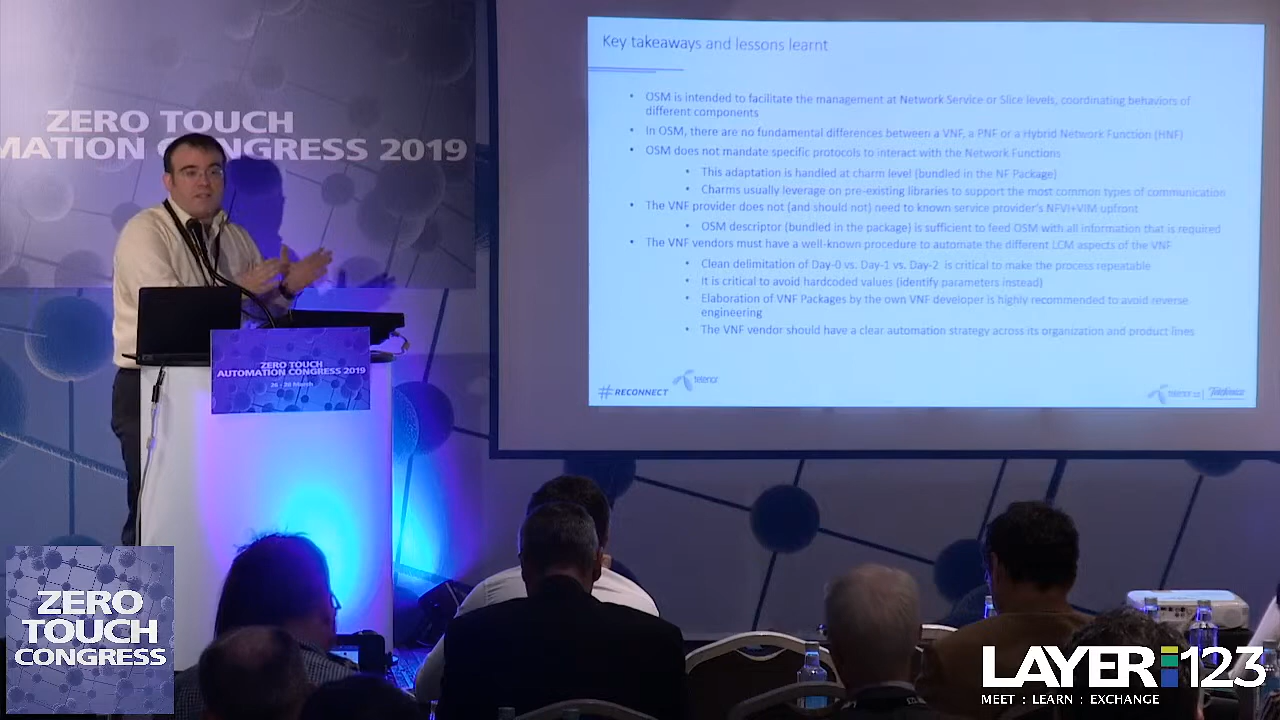 ZERO TOUCH
MATION CONGRESS 2019
Key takeaways and lessons learnt
• OSM is intended to facilitate the management at Network Service or Slice levels, coordinating behaviors of
different components
• In OSM, there are no fundamental differences between a VNF, a PNF or a Hybrid Network Function (HNF)
• OSM does not mandate specific protocols to interact with the Network Functions
• This adaptation is handled at charm level (bundled in the NF Package)
• Charms usually leverage on pre-existing libraries to support the most common types of communication
• The VNF provider does not (and should not) need to known service provider's NFVI+VIM upfront
• OSM descriptor (bundled in the package) is sufficient to feed OSM with all information that is required
• The VNF vendors must have a well-known procedure to automate the different LCM aspects of the VNF
• Clean delimitation of Day-0 vs. Day-1 vs. Day-2 is critical to make the process repeatable
• It is critical to avoid hardcoded values (identify parameters instead)
• Elaboration of VNF Packages by the own VNF developer is highly recommended to avoid reverse
engineering
• The VNF vendor should have a clear automation strategy across its organization and product lines
#RECONNECT
telenor
telenor
Telefónica
ZERO TOUCH
AUTOMATION CONGRESS 2019
26 - 28 March
ZERO
TOUCH
CONGRESS
LAYER123
MEET : LEARN : EXCHANGE